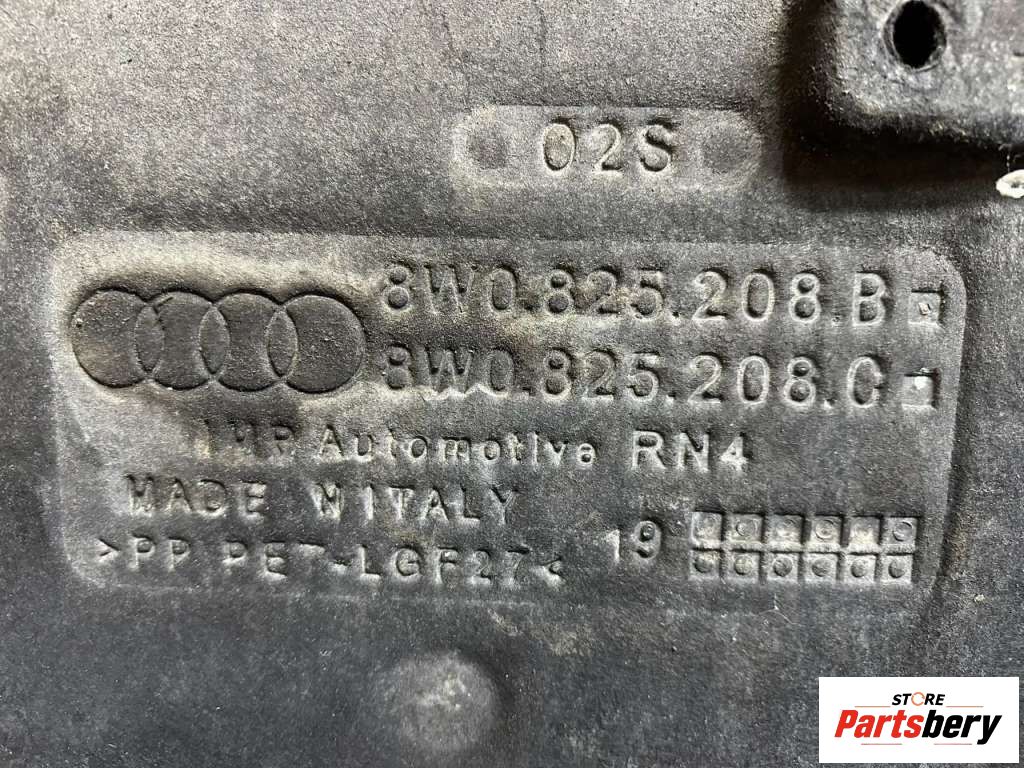 02S
8W0.825.208.B
8W0.825.208.C
IMR Automotive RN4
MADE IN ITALY
>PP PET-LGF27<
19
STORE
Partsbery